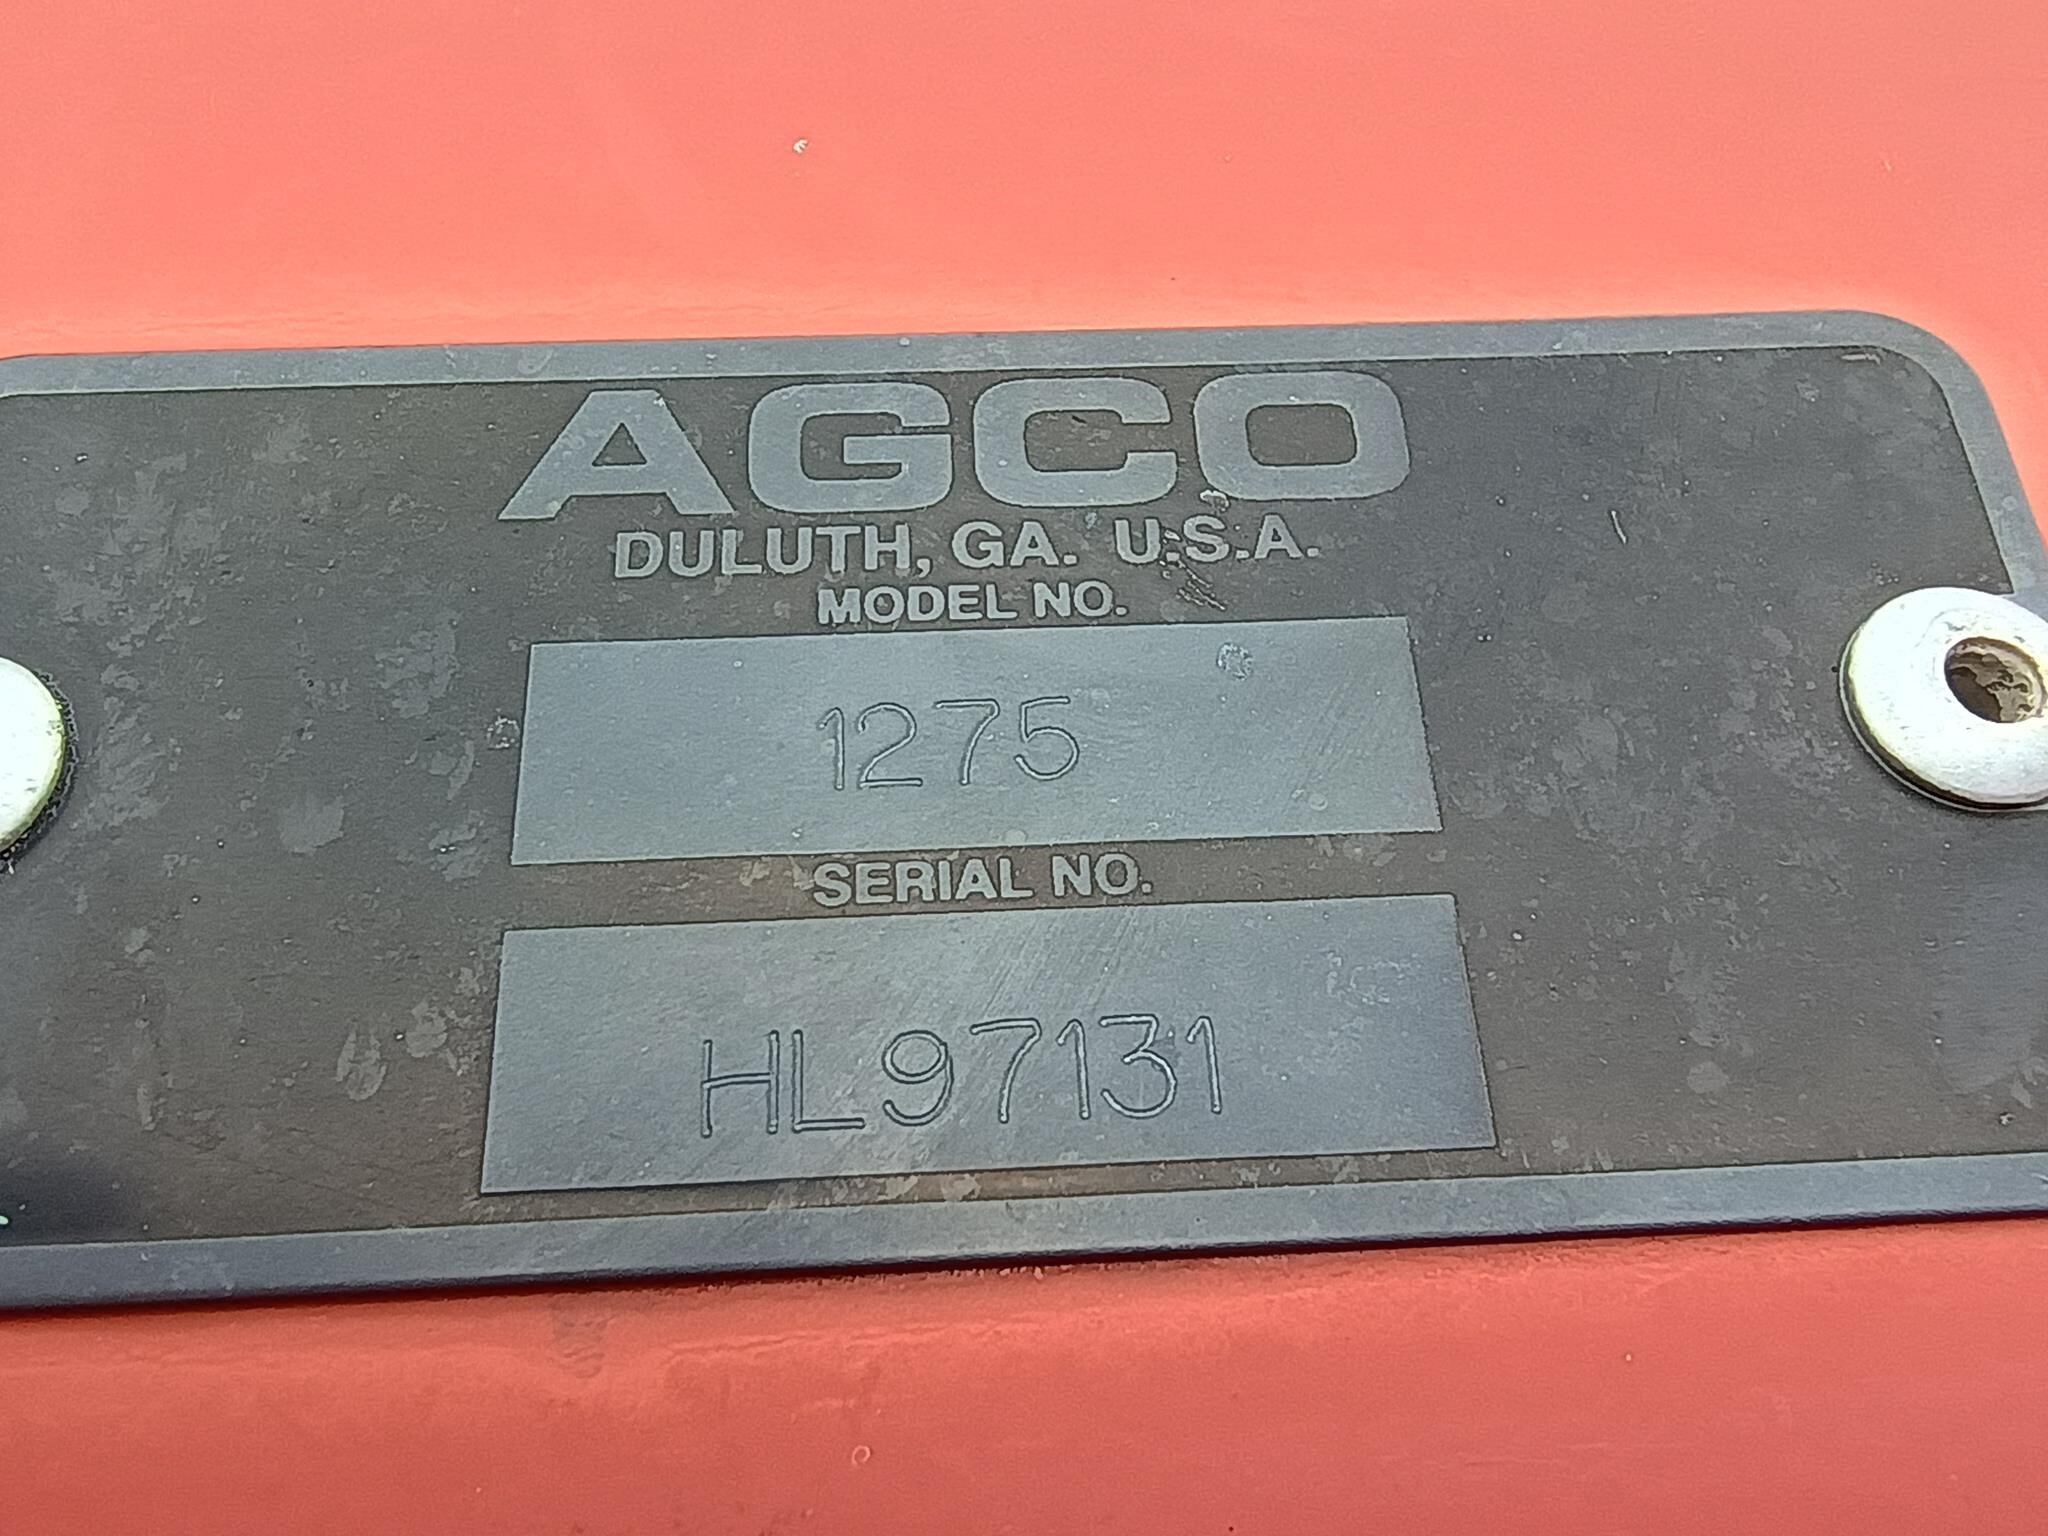 AGCO
DULUTH, GA. U.S.A.
MODEL NO.
1275
SERIAL NO.
HL97131